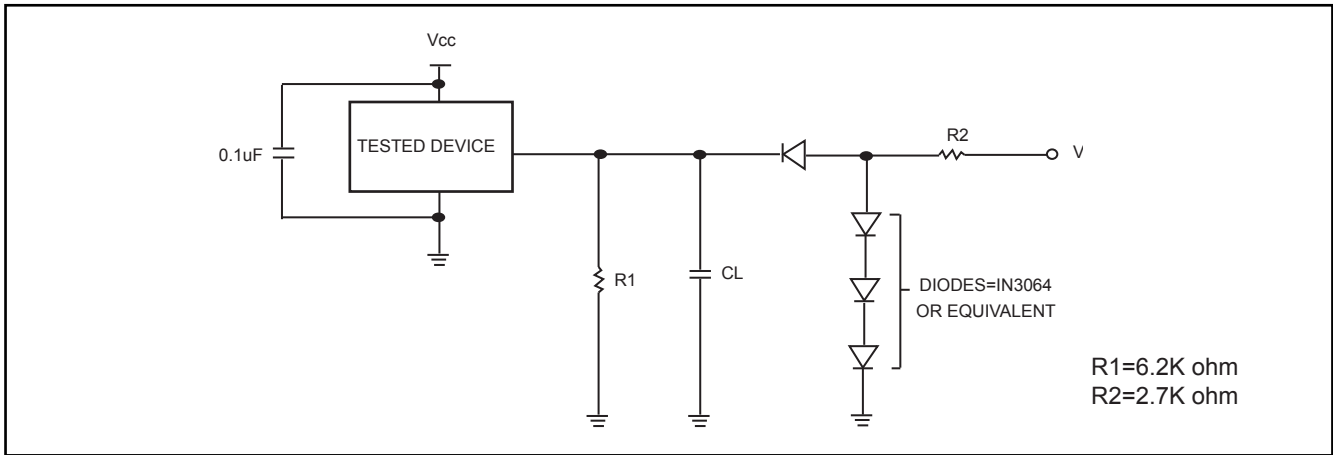 Vcc
0.1uF
TESTED DEVICE
R2
V
R1
CL
DIODES=IN3064
OR EQUIVALENT
R1=6.2K ohm
R2=2.7K ohm